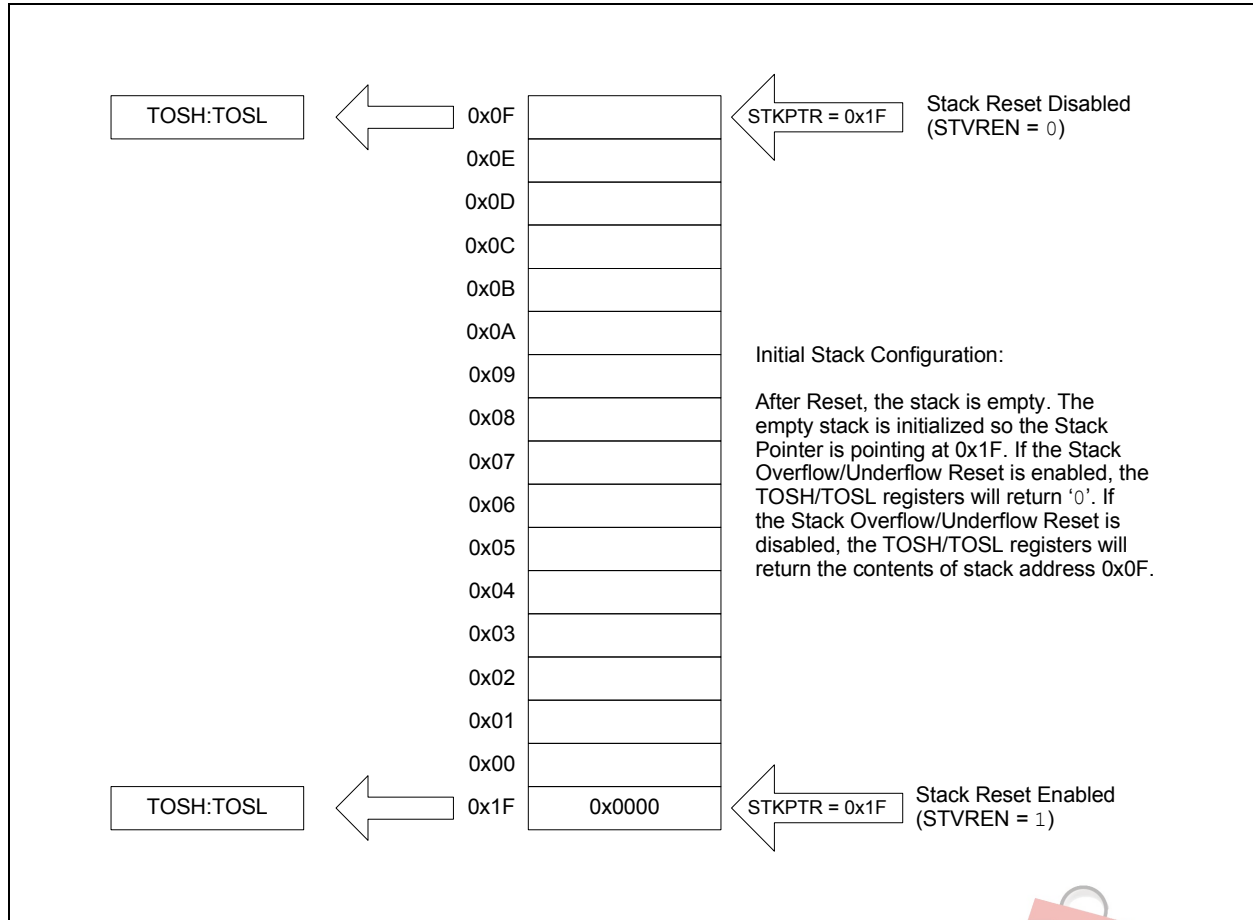 TOSH:TOSL
0x0F
STKPTR = 0x1F
Stack Reset Disabled
(STVREN = 0)
0x0E
0x0D
0x0C
0x0B
0x0A
0x09
0x08
0x07
0x06
0x05
0x04
0x03
0x02
0x01
0x00
Initial Stack Configuration:
After Reset, the stack is empty. The
empty stack is initialized so the Stack
Pointer is pointing at 0x1F. If the Stack
Overflow/Underflow Reset is enabled, the
TOSH/TOSL registers will return ‘0’. If
the Stack Overflow/Underflow Reset is
disabled, the TOSH/TOSL registers will
return the contents of stack address 0x0F.
TOSH:TOSL
0x1F
0x0000
STKPTR = 0x1F
Stack Reset Enabled
(STVREN = 1)